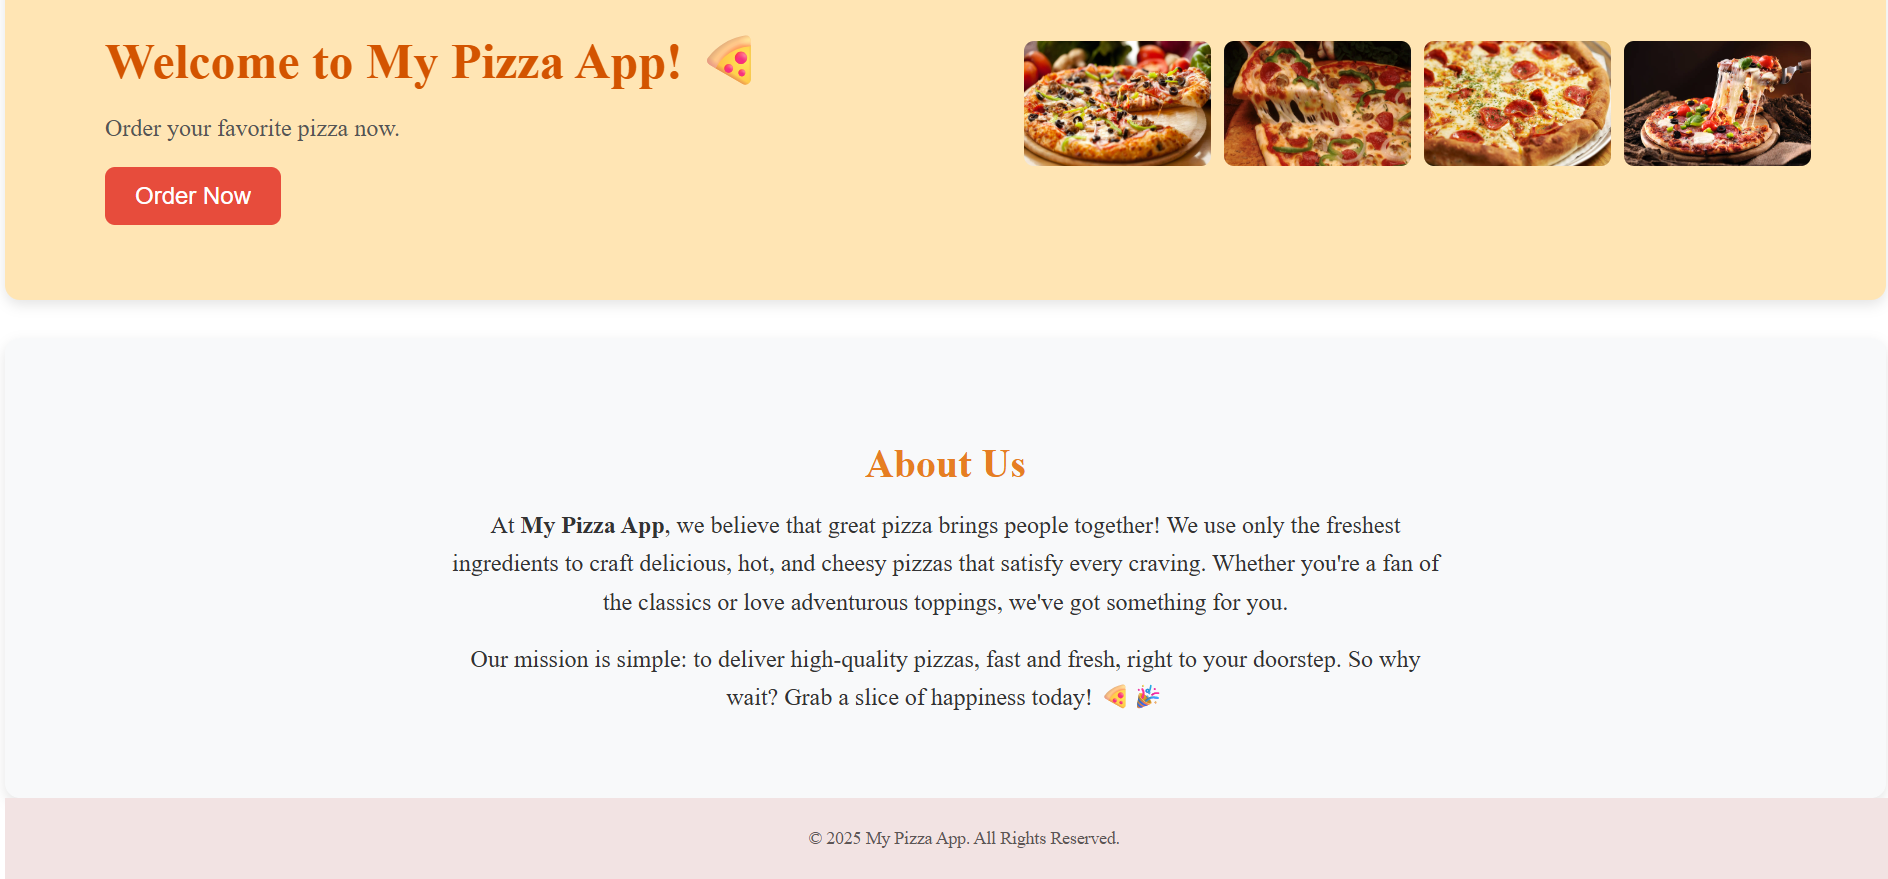 Welcome to My Pizza App! 🍕
Order your favorite pizza now.
Order Now
About Us
At My Pizza App, we believe that great pizza brings people together! We use only the freshest
ingredients to craft delicious, hot, and cheesy pizzas that satisfy every craving. Whether you're a fan of
the classics or love adventurous toppings, we've got something for you.
Our mission is simple: to deliver high-quality pizzas, fast and fresh, right to your doorstep. So why
wait? Grab a slice of happiness today! 🍕 🎉
© 2025 My Pizza App. All Rights Reserved.